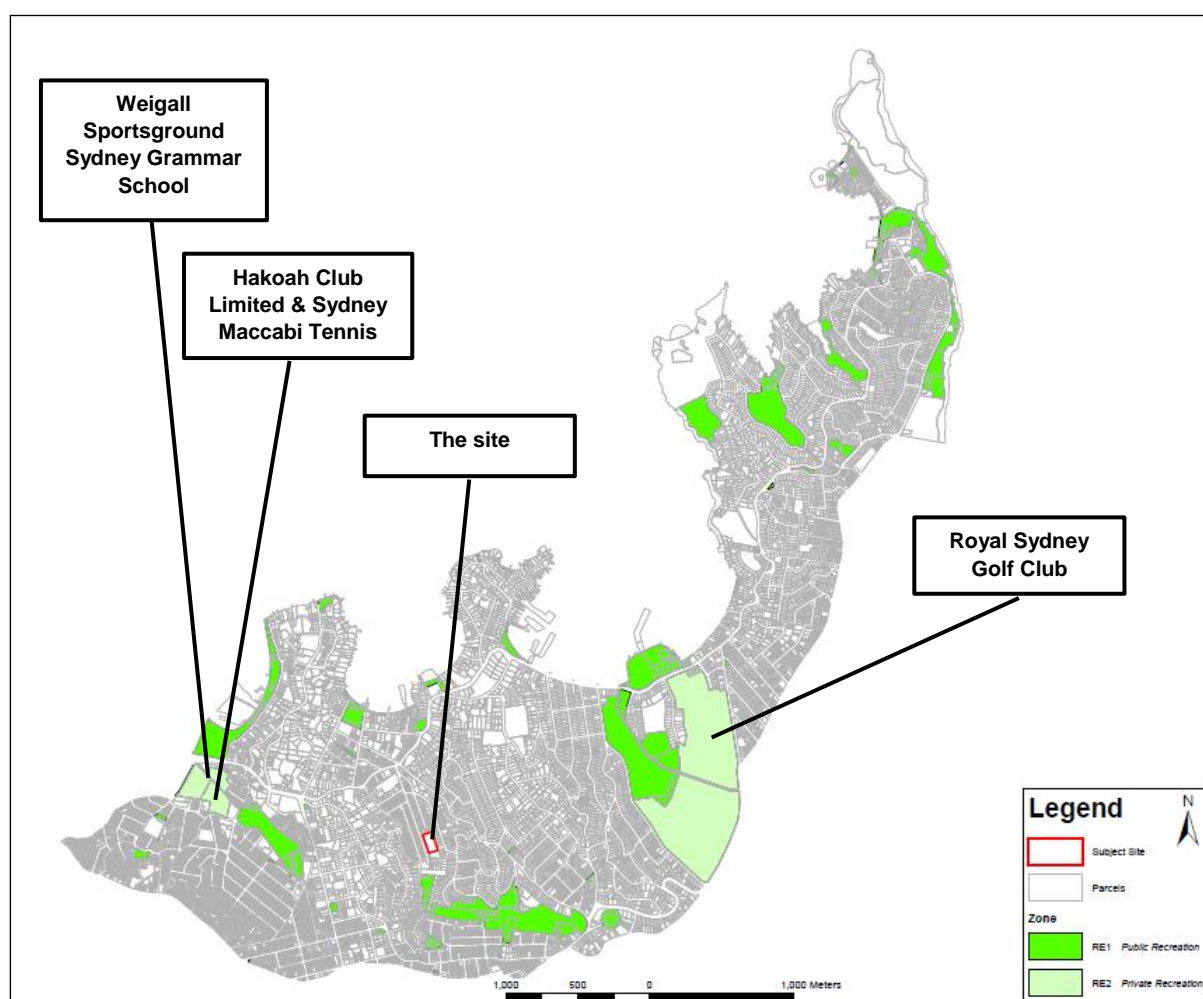 Weigall
Sportsground
Sydney Grammar
School
Hakoah Club
Limited & Sydney
Maccabi Tennis
The site
Royal Sydney
Golf Club
Legend
N
Subject Site
Parcels
Zone
RE1 Public Recreation
RE2 Private Recreation
1,000 500 0 1,000 Meters